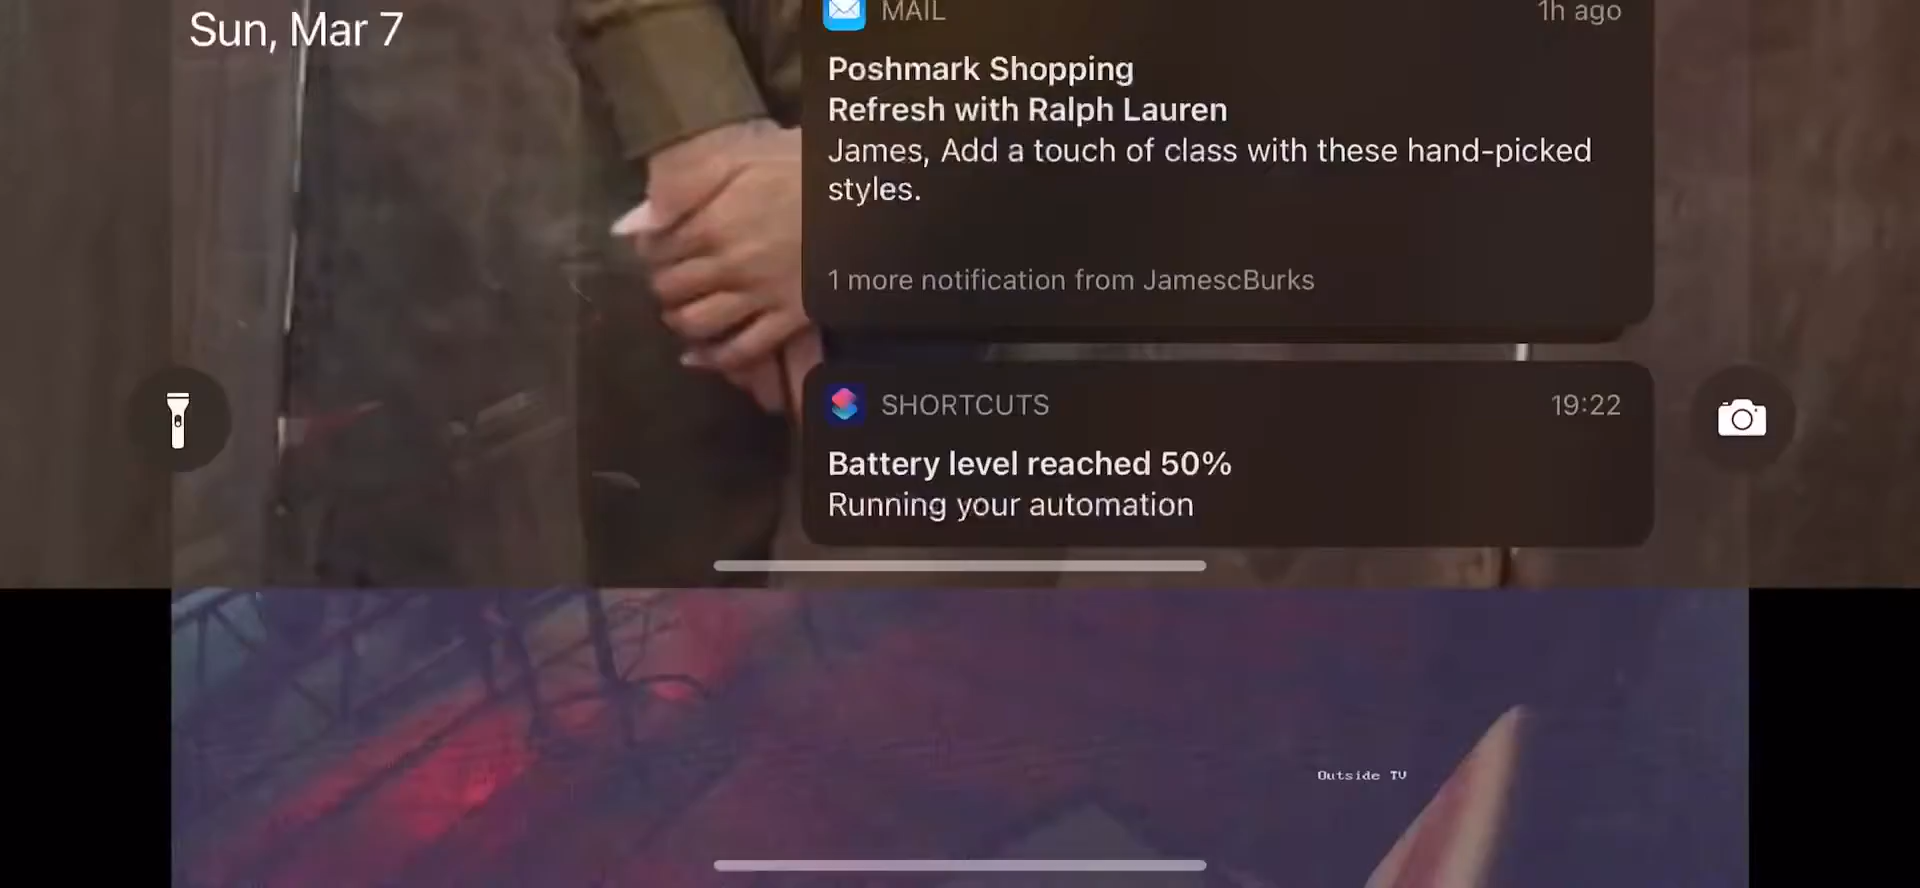 Sun, Mar 7
MAIL
1h ago
Poshmark Shopping
Refresh with Ralph Lauren
James, Add a touch of class with these hand-picked
styles.
1 more notification from JamescBurks
SHORTCUTS
19:22
Battery level reached 50%
Running your automation
Outside TV